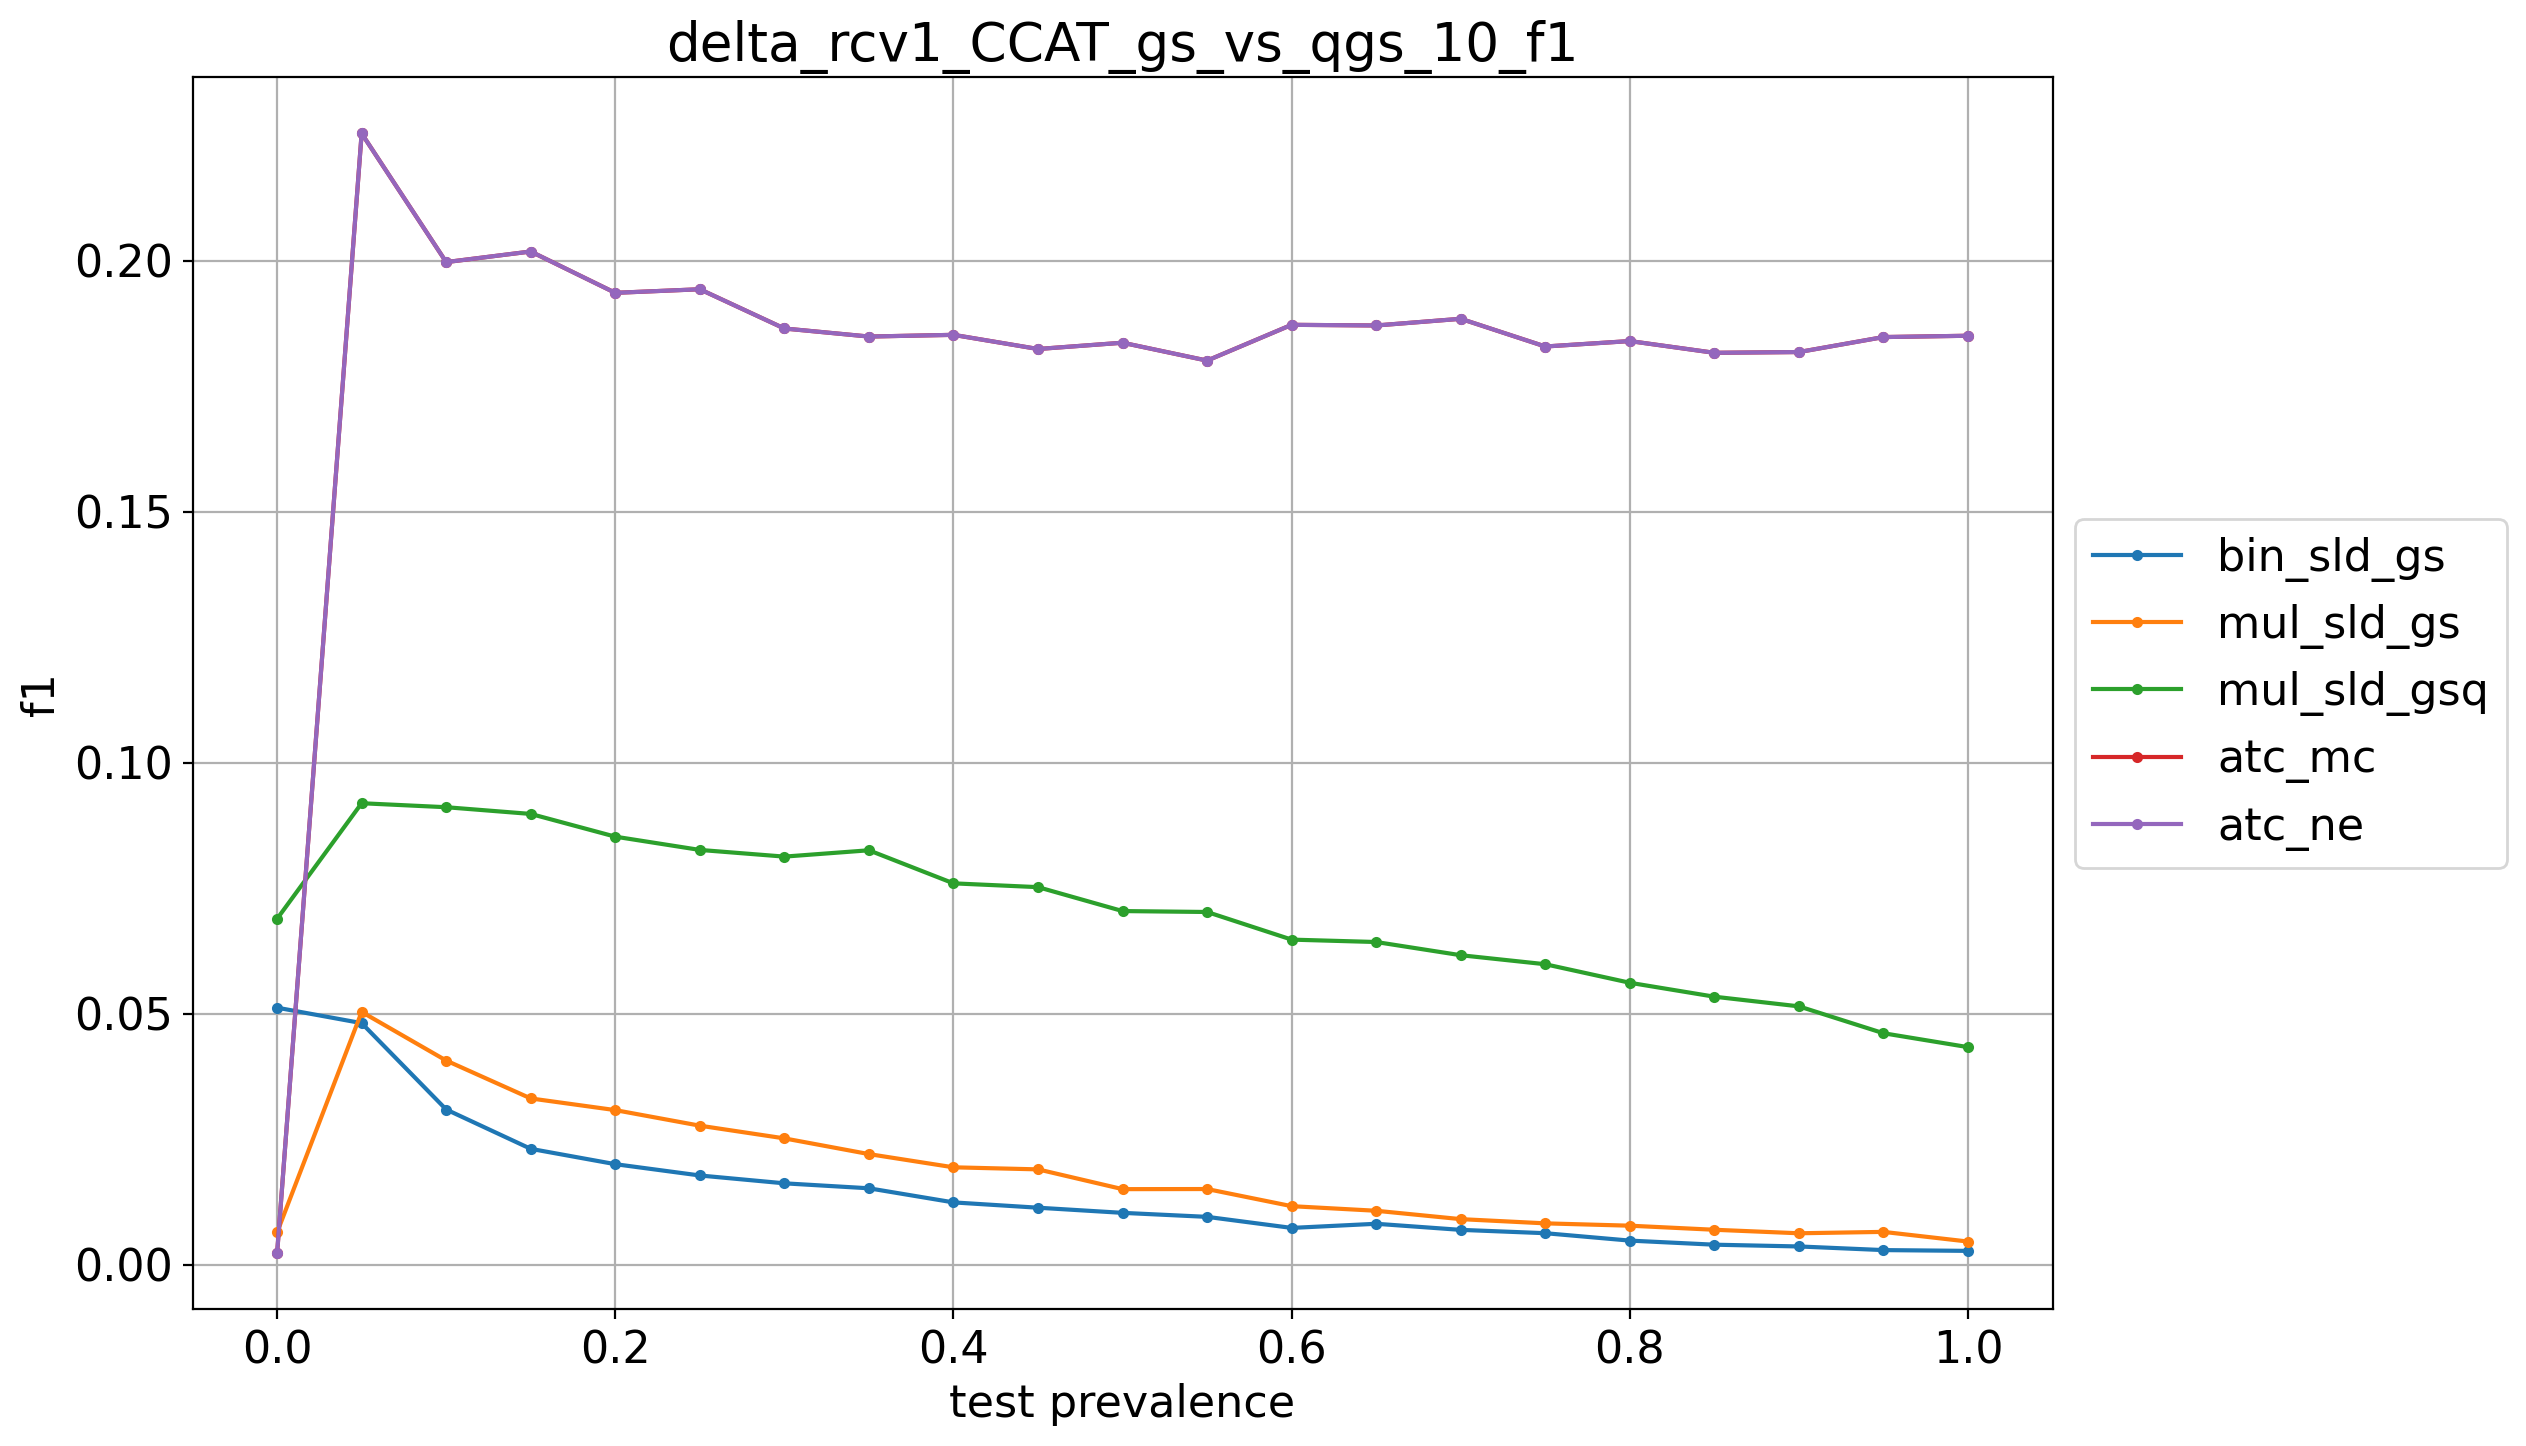 delta_rcv1_CCAT_gs_vs_qgs_10_f1
0.20
0.15
0.10
0.05
0.00
f1
0.0 0.2 0.4 0.6 0.8 1.0
test prevalence
bin_sld_gs
mul_sld_gs
mul_sld_gsq
atc_mc
atc_ne